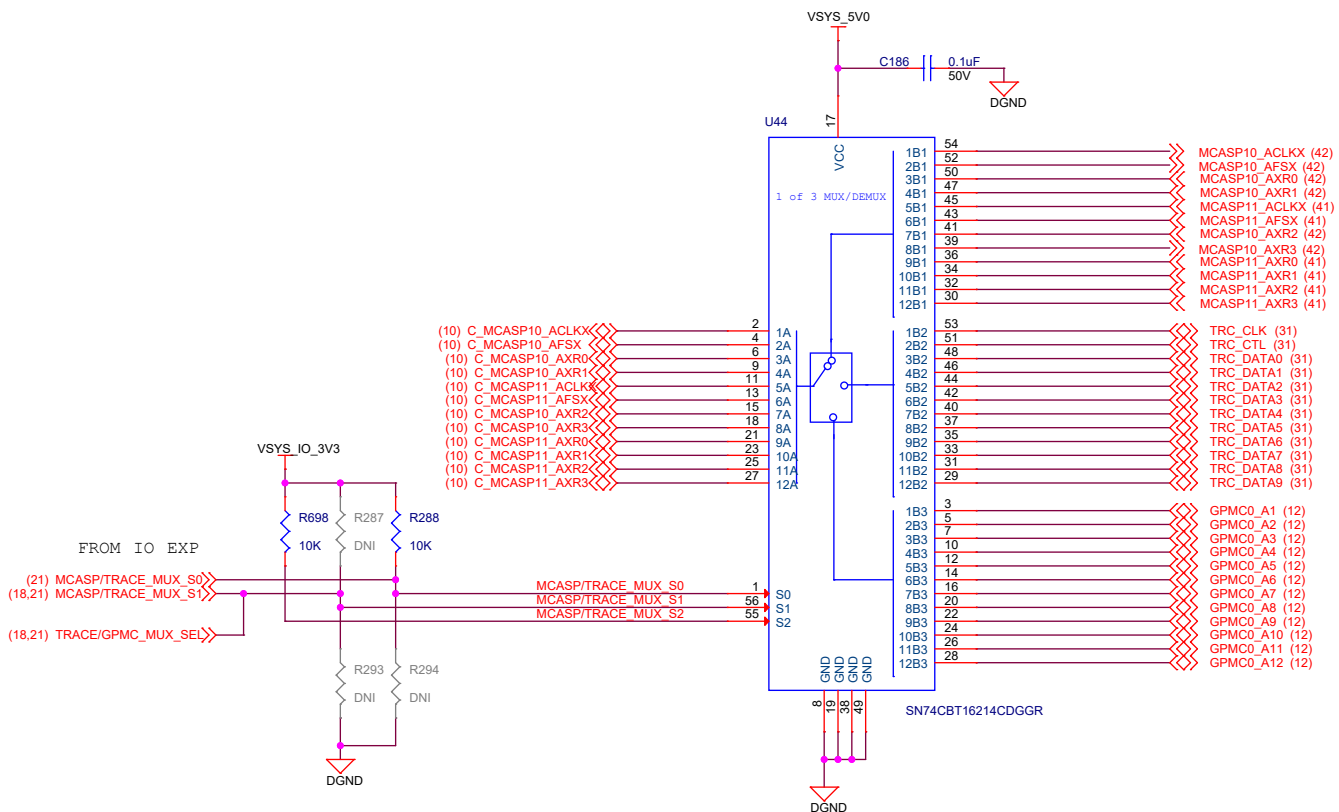 VSYS_5V0
C186 0.1uF
50V
DGND
U44
17
VCC
1 of 3 MUX/DEMUX
1B1 54 MCASP10_ACLKX (42)
2B1 52 MCASP10_AFSX (42)
3B1 50 MCASP10_AXR0 (42)
4B1 47 MCASP10_AXR1 (42)
5B1 45 MCASP11_ACLKX (41)
6B1 43 MCASP11_AFSX (41)
7B1 41 MCASP10_AXR2 (42)
8B1 39 MCASP10_AXR3 (42)
9B1 36 MCASP11_AXR0 (41)
10B1 34 MCASP11_AXR1 (41)
11B1 32 MCASP11_AXR2 (41)
12B1 30 MCASP11_AXR3 (41)
(10) C_MCASP10_ACLKX 2 1A
(10) C_MCASP10_AFSX 4 2A
(10) C_MCASP10_AXR0 6 3A
(10) C_MCASP10_AXR1 9 4A
(10) C_MCASP11_ACLKX 11 5A
(10) C_MCASP11_AFSX 13 6A
(10) C_MCASP10_AXR2 15 7A
(10) C_MCASP10_AXR3 18 8A
(10) C_MCASP11_AXR0 21 9A
(10) C_MCASP11_AXR1 23 10A
(10) C_MCASP11_AXR2 25 11A
(10) C_MCASP11_AXR3 27 12A
1B2 53 TRC_CLK (31)
2B2 51 TRC_CTL (31)
3B2 48 TRC_DATA0 (31)
4B2 46 TRC_DATA1 (31)
5B2 44 TRC_DATA2 (31)
6B2 42 TRC_DATA3 (31)
7B2 40 TRC_DATA4 (31)
8B2 37 TRC_DATA5 (31)
9B2 35 TRC_DATA6 (31)
10B2 33 TRC_DATA7 (31)
11B2 31 TRC_DATA8 (31)
12B2 29 TRC_DATA9 (31)
1B3 3 GPMC0_A1 (12)
2B3 5 GPMC0_A2 (12)
3B3 7 GPMC0_A3 (12)
4B3 10 GPMC0_A4 (12)
5B3 12 GPMC0_A5 (12)
6B3 14 GPMC0_A6 (12)
7B3 16 GPMC0_A7 (12)
8B3 20 GPMC0_A8 (12)
9B3 22 GPMC0_A9 (12)
10B3 24 GPMC0_A10 (12)
11B3 26 GPMC0_A11 (12)
12B3 28 GPMC0_A12 (12)
VSYS_IO_3V3
R698 R287 R288
10K DNI 10K
FROM IO EXP
(21) MCASP/TRACE_MUX_S0
(18,21) MCASP/TRACE_MUX_S1
(18,21) TRACE/GPMC_MUX_SEL
MCASP/TRACE_MUX_S0 1 S0
MCASP/TRACE_MUX_S1 56 S1
MCASP/TRACE_MUX_S2 55 S2
R293 R294
DNI DNI
DGND
GND GND GND GND
8 19 38 49
SN74CBT16214CDGGR
DGND